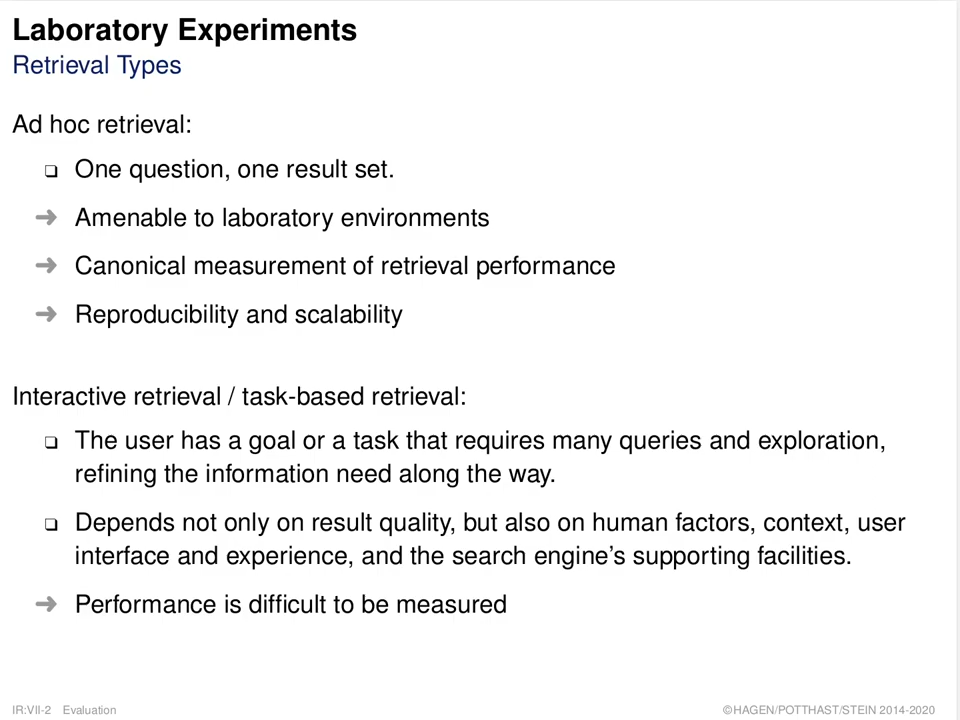 Laboratory Experiments
Retrieval Types
Ad hoc retrieval:
❑ One question, one result set.
➜ Amenable to laboratory environments
➜ Canonical measurement of retrieval performance
➜ Reproducibility and scalability
Interactive retrieval / task-based retrieval:
❑ The user has a goal or a task that requires many queries and exploration,
refining the information need along the way.
❑ Depends not only on result quality, but also on human factors, context, user
interface and experience, and the search engine's supporting facilities.
➜ Performance is difficult to be measured
IR:VII-2 Evaluation
©HAGEN/POTTHAST/STEIN 2014-2020